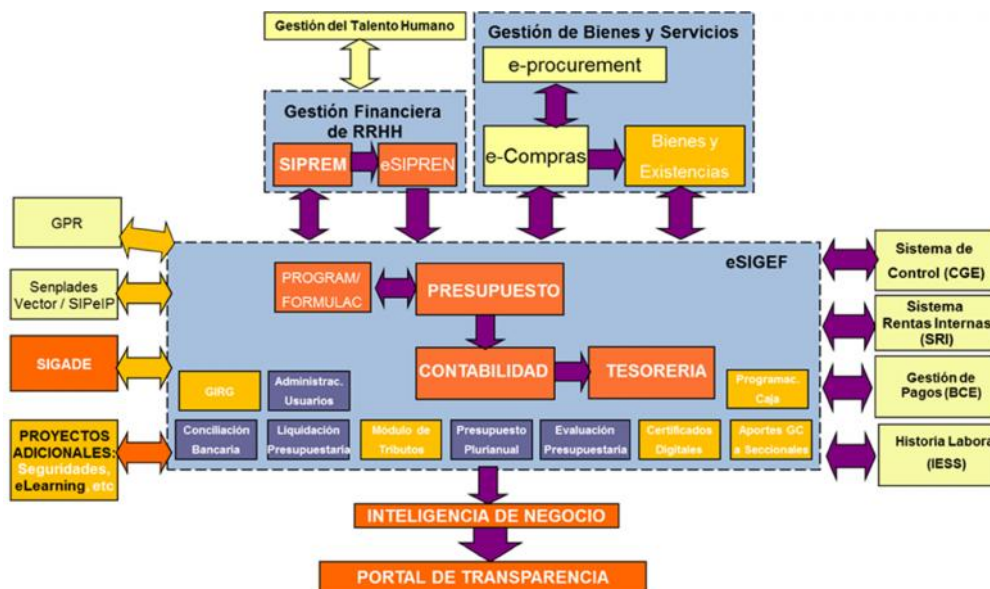 Gestión del Talento Humano
Gestión de Bienes y Servicios
e-procurement
Gestión Financiera
de RRHH
SIPREM
eSIPREN
e-Compras
Bienes y
Existencias
GPR
Senplades
Vector / SIPeIP
SIGADE
PROYECTOS
ADICIONALES:
Seguridades,
eLearning, etc
eSIGEF
PROGRAM/
FORMULAC
PRESUPUESTO
CONTABILIDAD
TESORERIA
GIRG
Administrac.
Usuarios
Programac.
Caja
Conciliación
Bancaria
Liquidación
Presupuestaria
Módulo de
Tributos
Presupuesto
Plurianual
Evaluación
Presupuestaria
Certificados
Digitales
Aportes GC
a Seccionales
Sistema de
Control (CGE)
Sistema
Rentas Internas
(SRI)
Gestión de
Pagos (BCE)
Historia Labora
(IESS)
INTELIGENCIA DE NEGOCIO
PORTAL DE TRANSPARENCIA